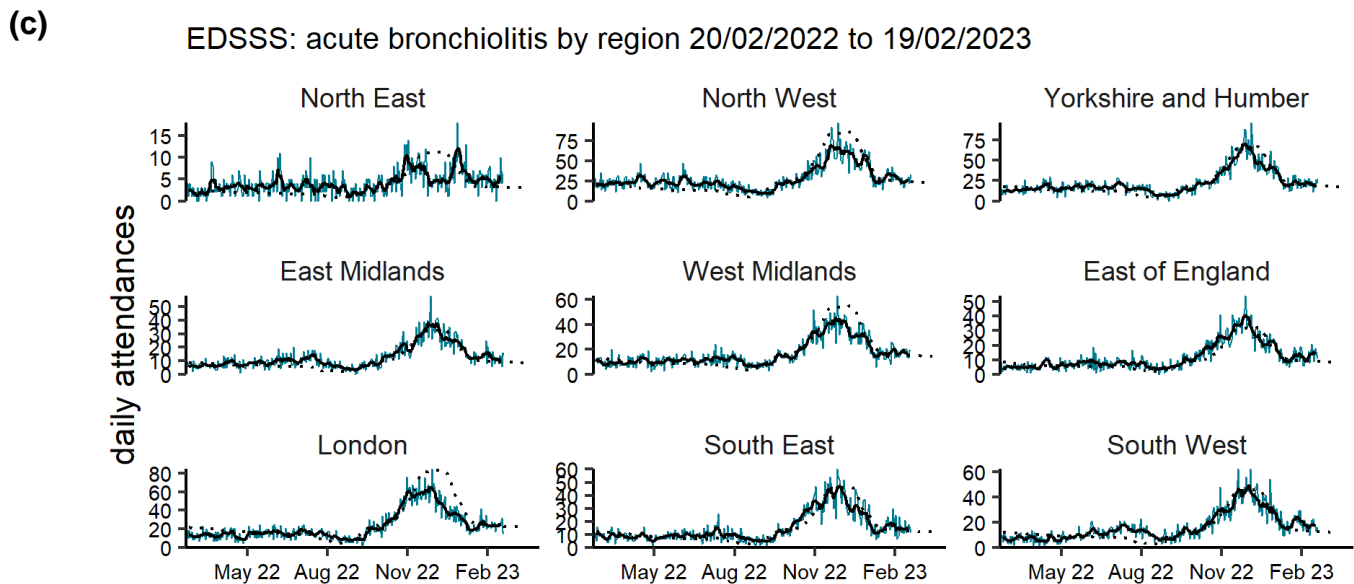 (c)
EDSSS: acute bronchiolitis by region 20/02/2022 to 19/02/2023
daily attendances
North East
15
10
5
0
North West
75
50
25
0
Yorkshire and Humber
75
50
25
0
East Midlands
50
40
30
20
10
0
West Midlands
60
40
20
0
East of England
50
40
30
20
10
0
London
80
60
40
20
0
South East
60
50
40
30
20
10
0
South West
60
40
20
0
May 22 Aug 22 Nov 22 Feb 23
May 22 Aug 22 Nov 22 Feb 23
May 22 Aug 22 Nov 22 Feb 23